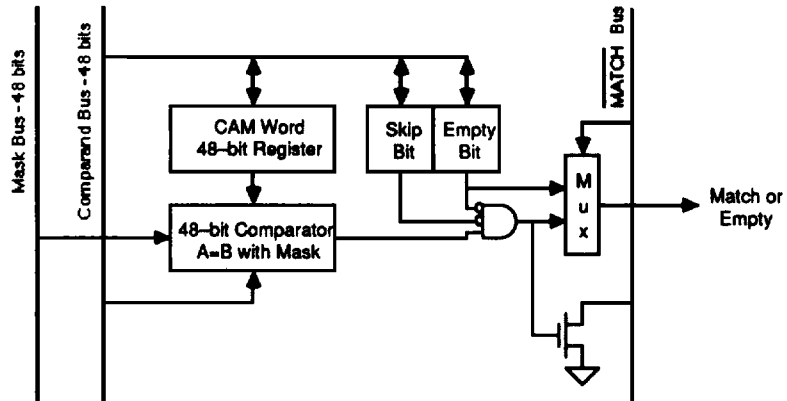 Mask Bus - 48 bits
Comparand Bus - 48 bits
MATCH Bus
CAM Word
48-bit Register
Skip
Bit
Empty
Bit
M
u
x
Match or
Empty
48-bit Comparator
A=B with Mask